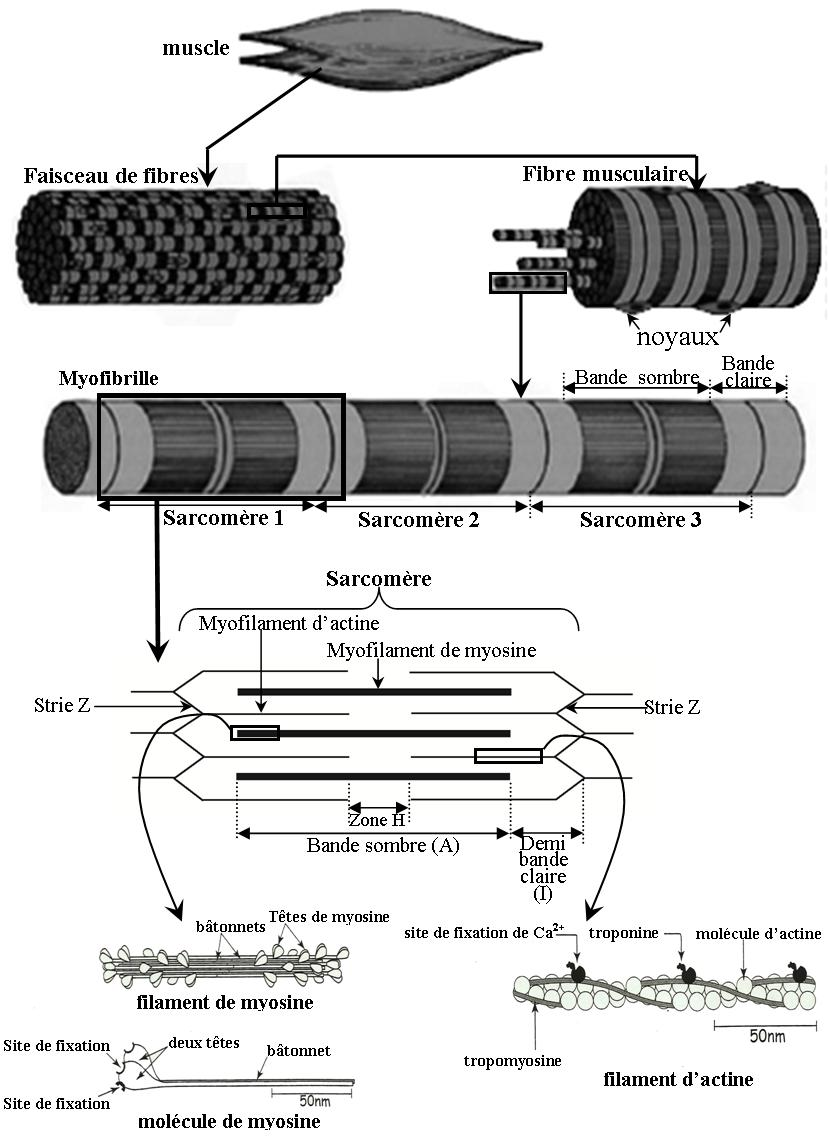 muscle
Faisceau de fibres
Fibre musculaire
noyaux
Myofibrille
Bande sombre
Bande
claire
Sarcomère 1
Sarcomère 2
Sarcomère 3
Sarcomère
Myofilament d'actine
Myofilament de myosine
Strie Z
Strie Z
Zone H
Bande sombre (A)
Demi
bande
claire
(I)
bâtonnets
Têtes de myosine
filament de myosine
site de fixation de Ca²⁺
troponine
molécule d'actine
50nm
tropomyosine
filament d'actine
Site de fixation
deux têtes
bâtonnet
Site de fixation
50nm
molécule de myosine